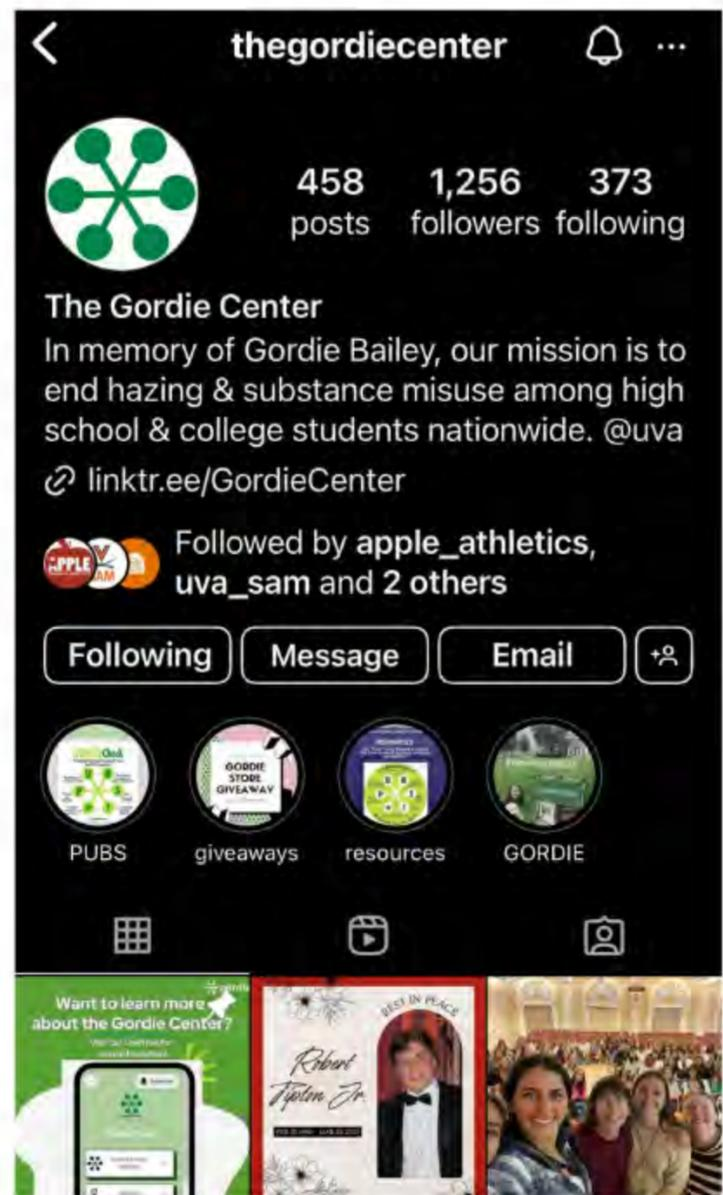 thegordiecenter
458 1,256 373
posts followers following
The Gordie Center
In memory of Gordie Bailey, our mission is to
end hazing & substance misuse among high
school & college students nationwide. @uva
linktr.ee/GordieCenter
APPLE
Followed by apple_athletics,
uva_sam and 2 others
Following Message Email
GORDIE
STORE
GIVEAWAY
PUBS giveaways resources GORDIE
Want to learn more
about the Gordie Center?
REST IN PEACE
Robert
Tipton Jr.